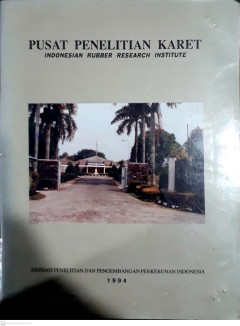 PUSAT PENELITIAN KARET
INDONESIAN RUBBER RESEARCH INSTITUTE
ASOSIASI PENELITIAN DAN PENGEMBANGAN PERKEBUNAN INDONESIA
1994